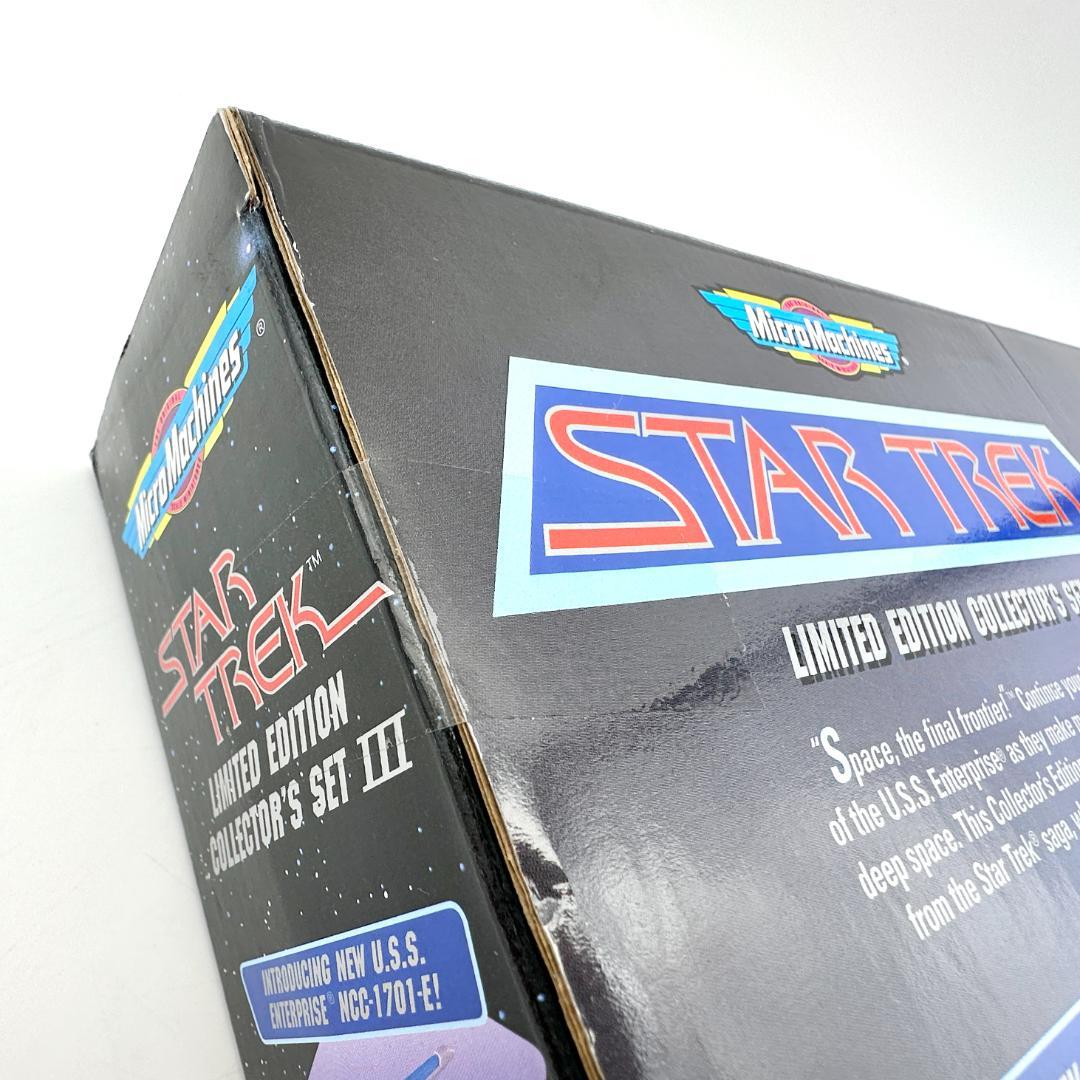 Micro Machines®
STAR
TREK™
LIMITED EDITION
COLLECTOR'S SET III
INTRODUCING NEW U.S.S.
ENTERPRISE® NCC-1701-E!
Micro Machines
STAR TREK
LIMITED EDITION COLLECTOR'S
"Space, the final frontier!™ Continue
of the U.S.S. Enterprise® as they make
deep space. This Collector's Edition
from the Star Trek® saga,